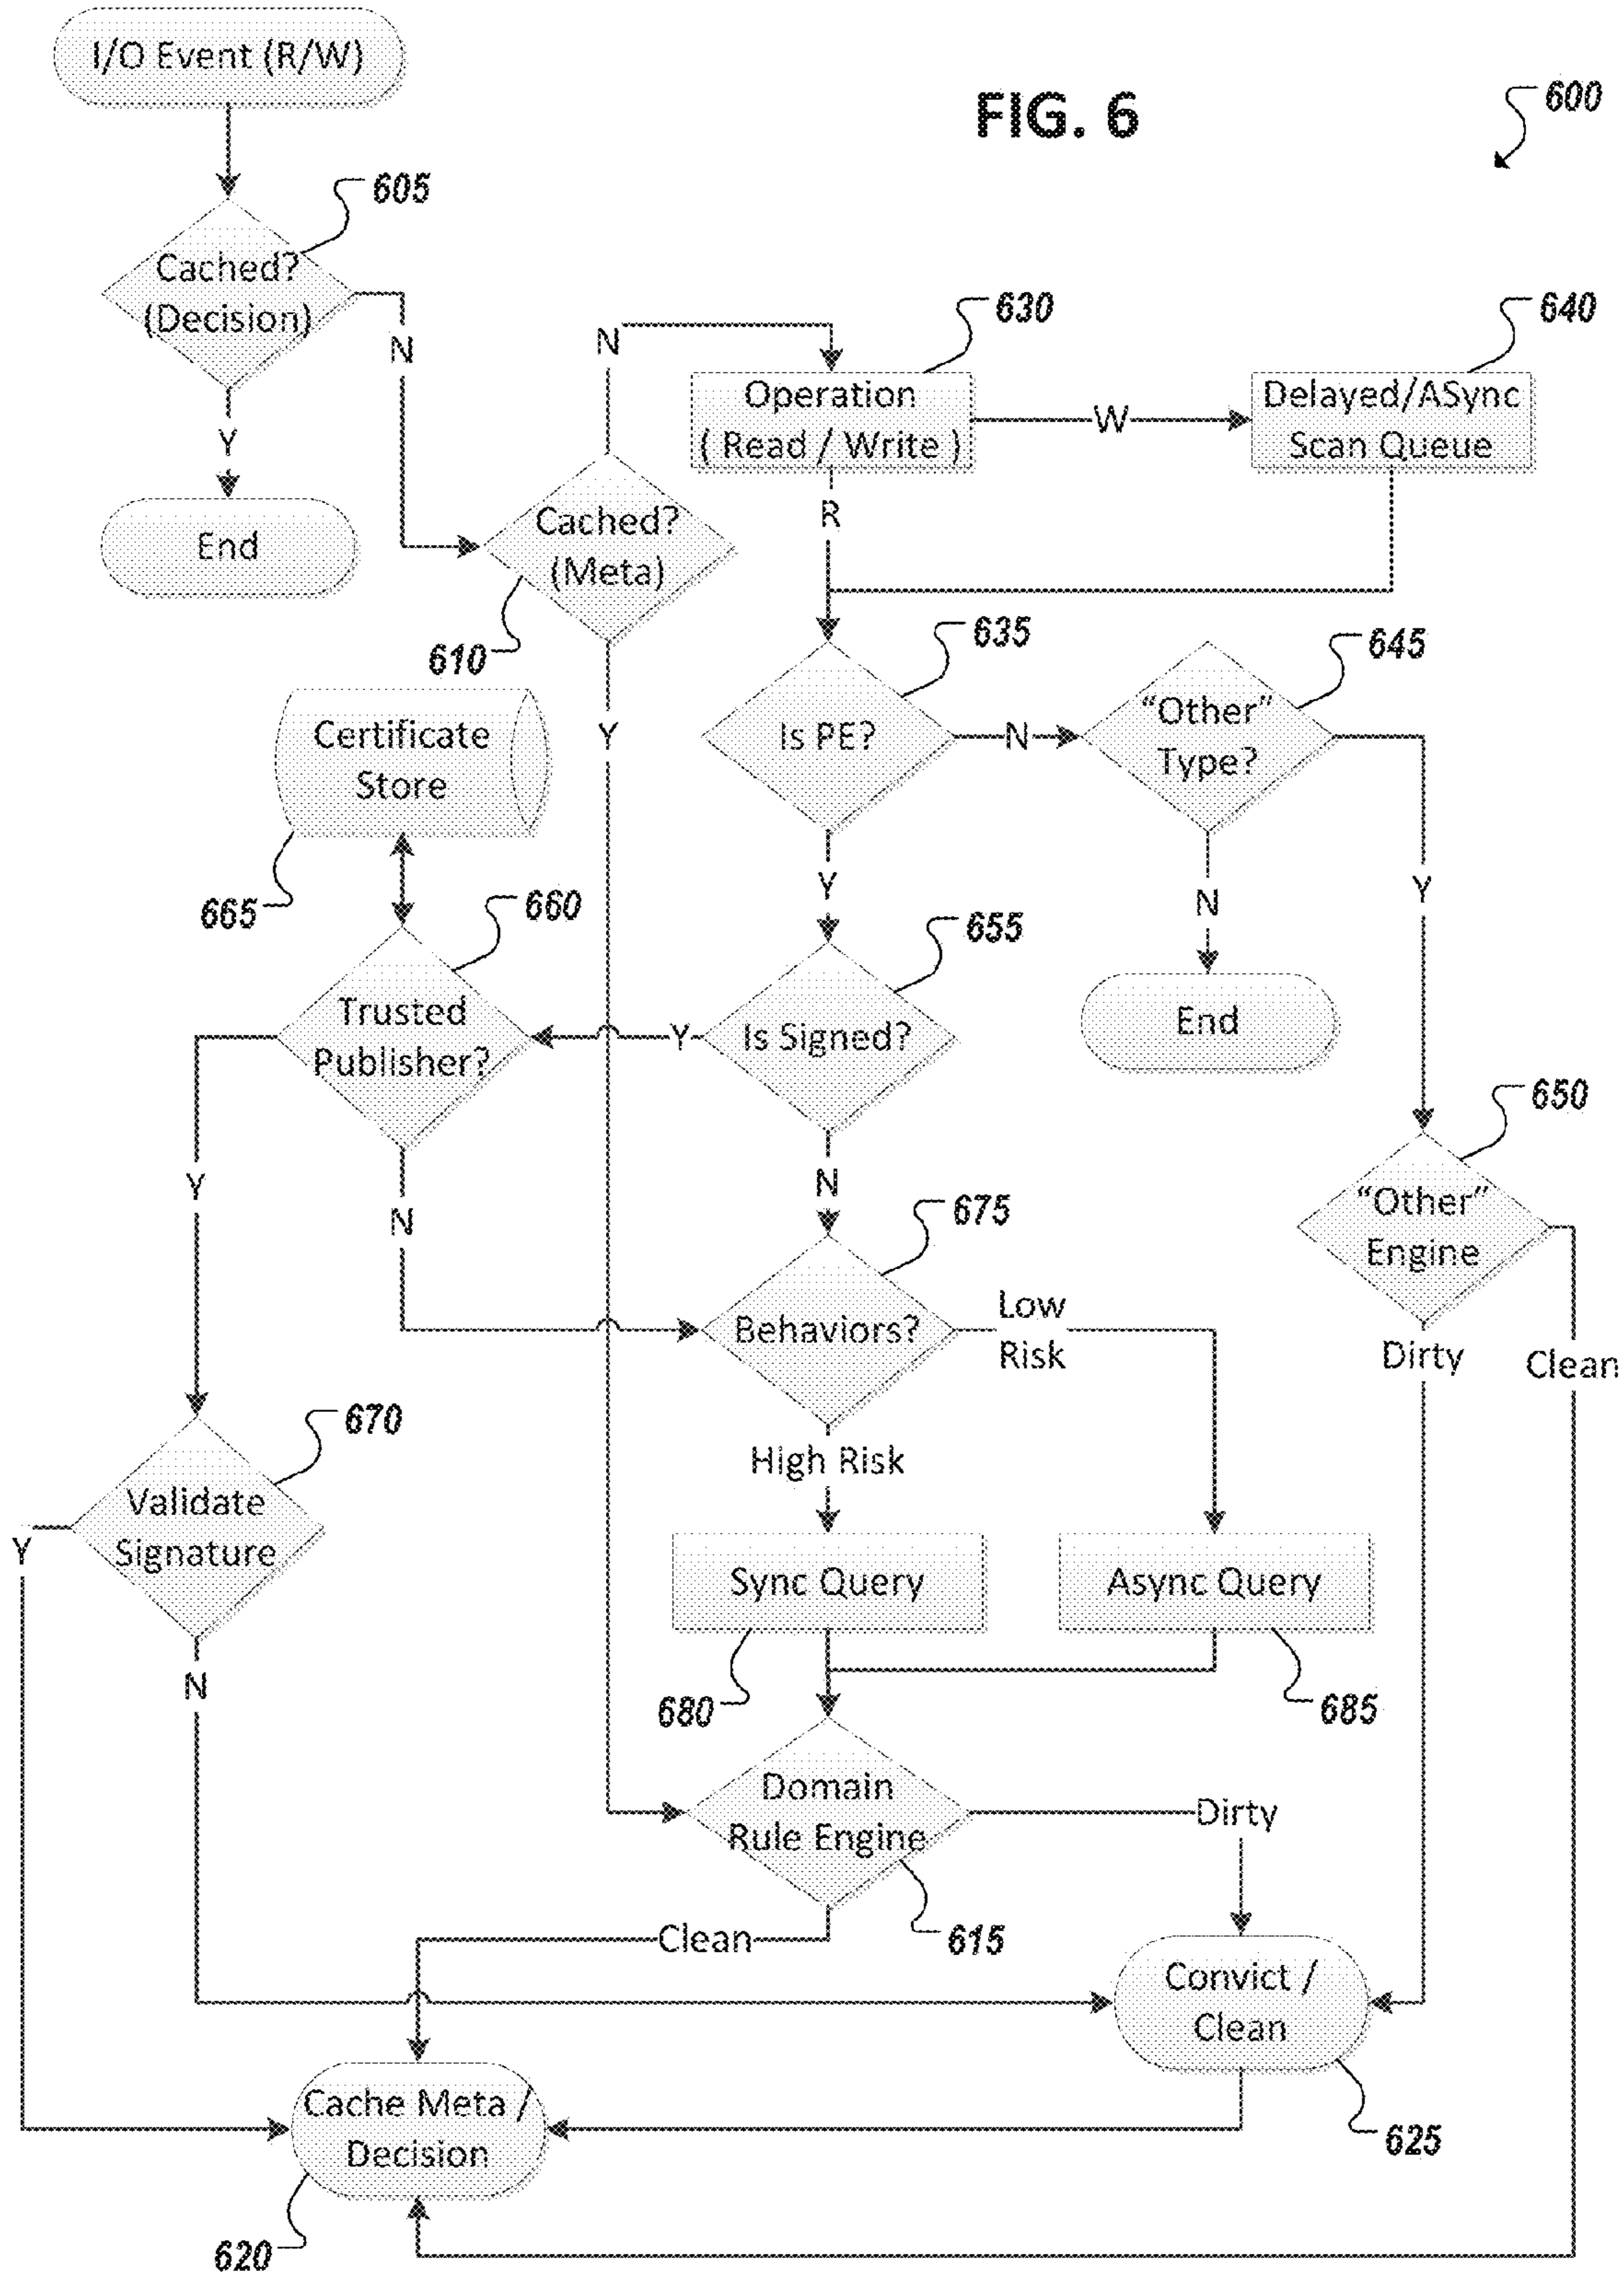 I/O Event (R/W)
FIG. 6
600
605
Cached?
(Decision)
N
Y
End
N
630
Operation
( Read / Write )
W
640
Delayed/ASync
Scan Queue
R
Cached?
(Meta)
610
Y
635
Is PE?
N
645
"Other"
Type?
Y
N
End
Certificate
Store
665
660
Trusted
Publisher?
Y
655
Is Signed?
Y
Y
N
N
650
"Other"
Engine
Dirty
Clean
675
Behaviors?
Low
Risk
High Risk
670
Validate
Signature
Y
N
Sync Query
Async Query
680
685
Domain
Rule Engine
Dirty
Clean
615
Convict /
Clean
625
Cache Meta /
Decision
620